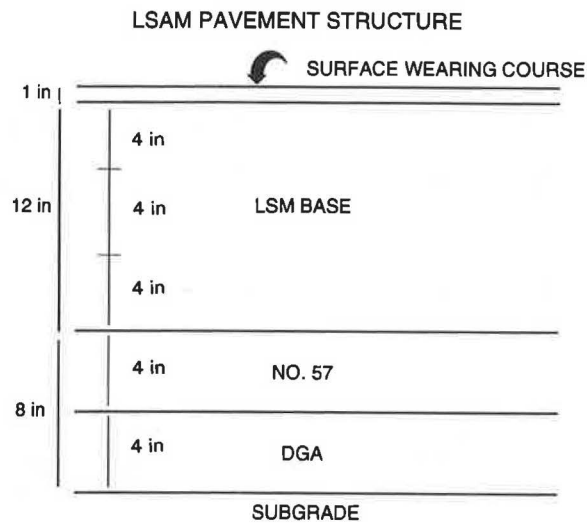 LSAM PAVEMENT STRUCTURE
SURFACE WEARING COURSE
1 in
4 in
12 in
4 in
LSM BASE
4 in
4 in
NO. 57
8 in
4 in
DGA
SUBGRADE